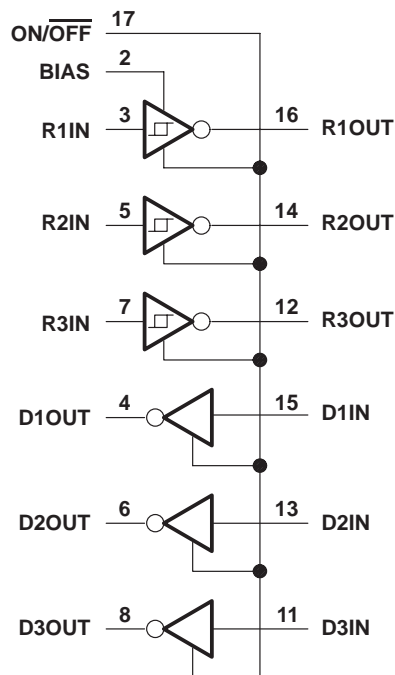 ON/OFF 17
BIAS 2
R1IN 3 16 R1OUT
R2IN 5 14 R2OUT
R3IN 7 12 R3OUT
D1OUT 4 15 D1IN
D2OUT 6 13 D2IN
D3OUT 8 11 D3IN